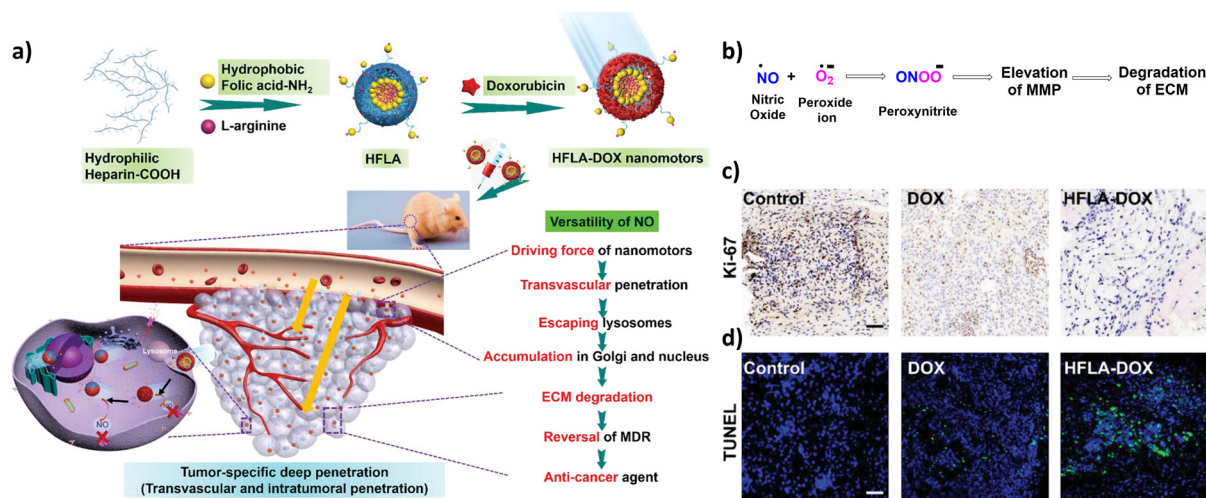 a)
Hydrophobic
Folic acid-NH2
L-arginine
Doxorubicin
Hydrophilic
Heparin-COOH
HFLA
HFLA-DOX nanomotors
Versatility of NO
Driving force of nanomotors
Transvascular penetration
Escaping lysosomes
Accumulation in Golgi and nucleus
ECM degradation
Reversal of MDR
Anti-cancer agent
Lysosome
NO
Tumor-specific deep penetration
(Transvascular and intratumoral penetration)
b)
NO + O2 ONOO Elevation of MMP Degradation of ECM
Nitric Oxide
Peroxide ion
Peroxynitrite
c)
Ki-67
Control
DOX
HFLA-DOX
d)
TUNEL
Control
DOX
HFLA-DOX